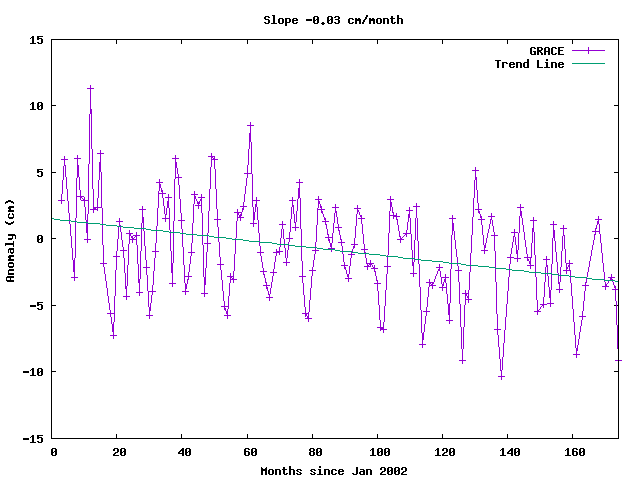 Slope -0.03 cm/month
15
GRACE
Trend Line
10
5
0
-5
-10
-15
Anomaly (cm)
0 20 40 60 80 100 120 140 160
Months since Jan 2002